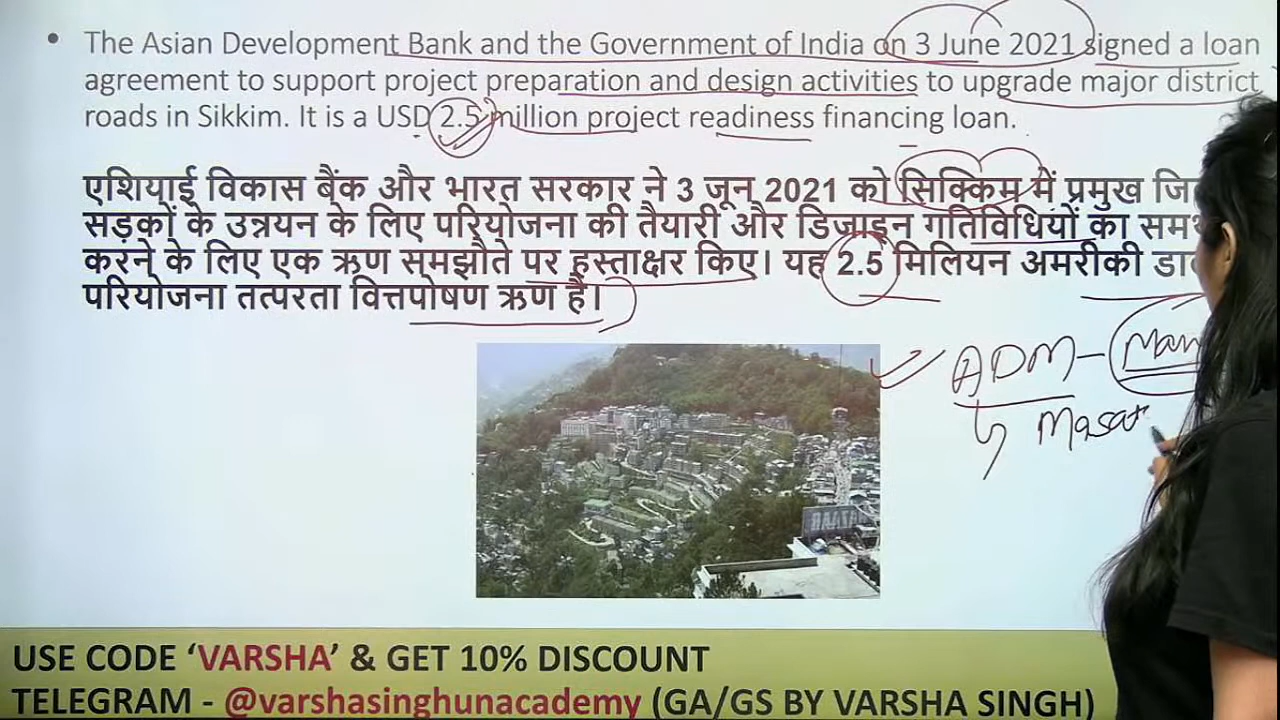 • The Asian Development Bank and the Government of India on 3 June 2021 signed a loan
agreement to support project preparation and design activities to upgrade major district
roads in Sikkim. It is a USD 2.5 million project readiness financing loan.
एशियाई विकास बैंक और भारत सरकार ने 3 जून 2021 को सिक्किम में प्रमुख
सड़कों के उन्नयन के लिए परियोजना की तैयारी और डिजाइन गतिविधियों का
करने के लिए एक ऋण समझौते पर हस्ताक्षर किए। यह 2.5 मिलियन अमरीकी
परियोजना तत्परता वित्तपोषण ऋण है।
ADM -
USE CODE ‘VARSHA’ & GET 10% DISCOUNT
TELEGRAM - @varshasinghunacademy (GA/GS BY VARSHA SINGH)